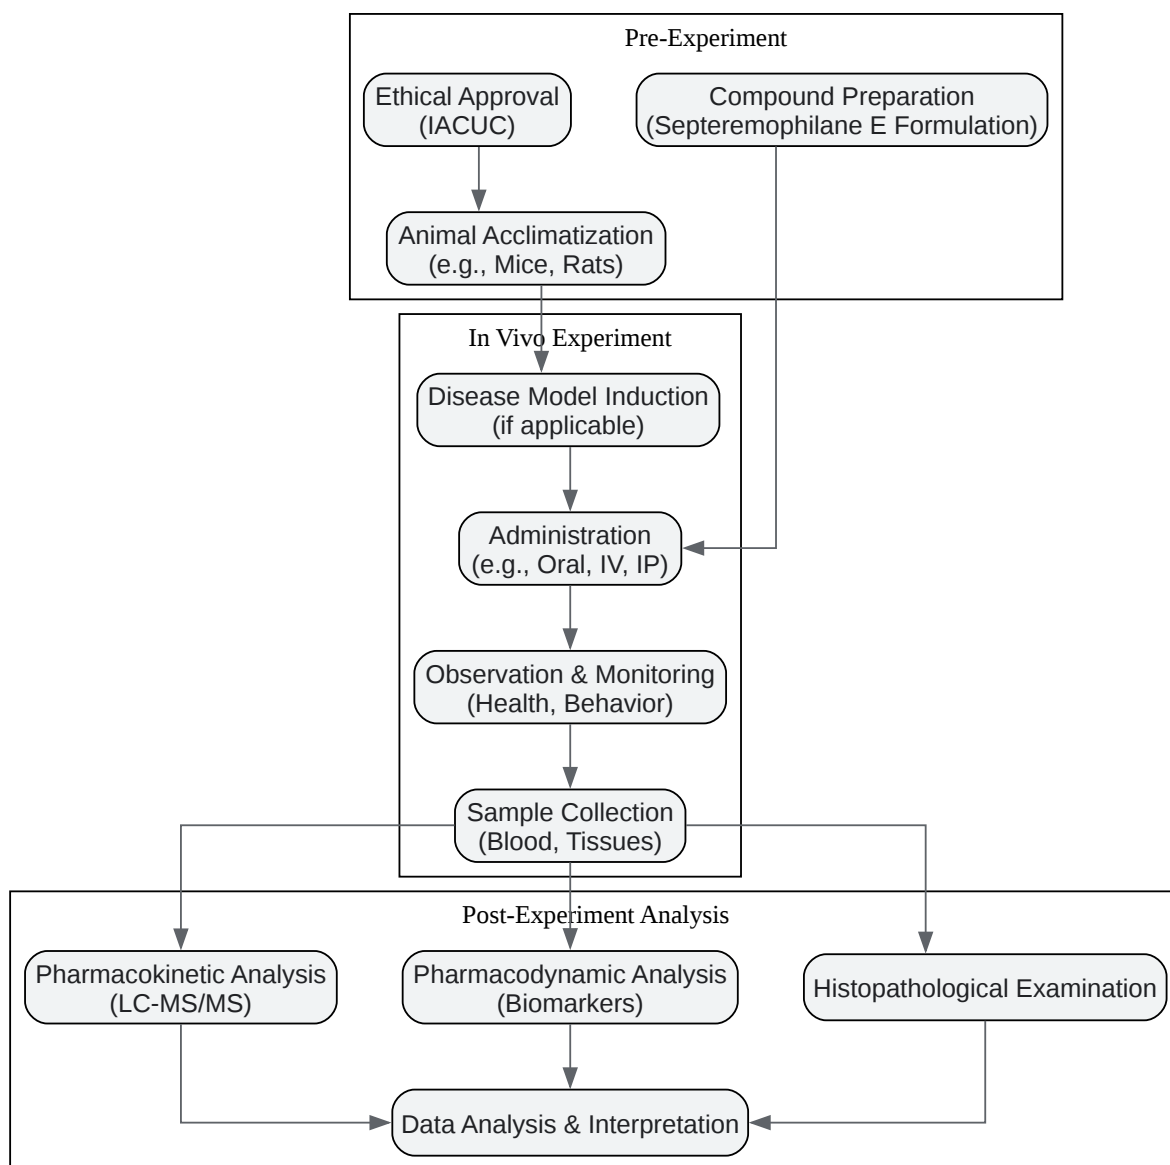 Pre-Experiment
Ethical Approval
(IACUC)
Compound Preparation
(Septeremophilane E Formulation)
Animal Acclimatization
(e.g., Mice, Rats)
In Vivo Experiment
Disease Model Induction
(if applicable)
Administration
(e.g., Oral, IV, IP)
Observation & Monitoring
(Health, Behavior)
Sample Collection
(Blood, Tissues)
Post-Experiment Analysis
Pharmacokinetic Analysis
(LC-MS/MS)
Pharmacodynamic Analysis
(Biomarkers)
Histopathological Examination
Data Analysis & Interpretation